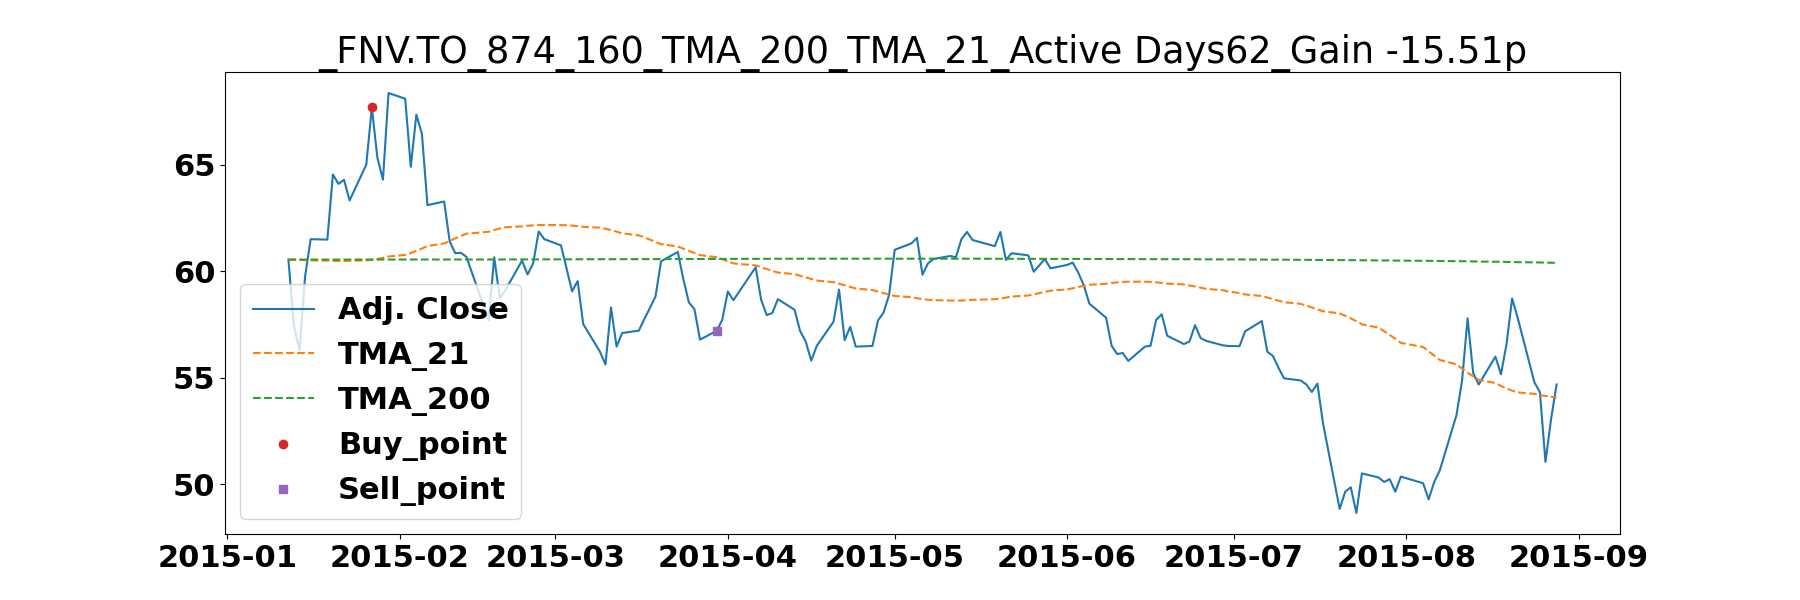 _FNV.TO_874_160_TMA_200_TMA_21_Active Days62_Gain -15.51p
65
60
55
50
Adj. Close
TMA_21
TMA_200
Buy_point
Sell_point
2015-01 2015-02 2015-03 2015-04 2015-05 2015-06 2015-07 2015-08 2015-09